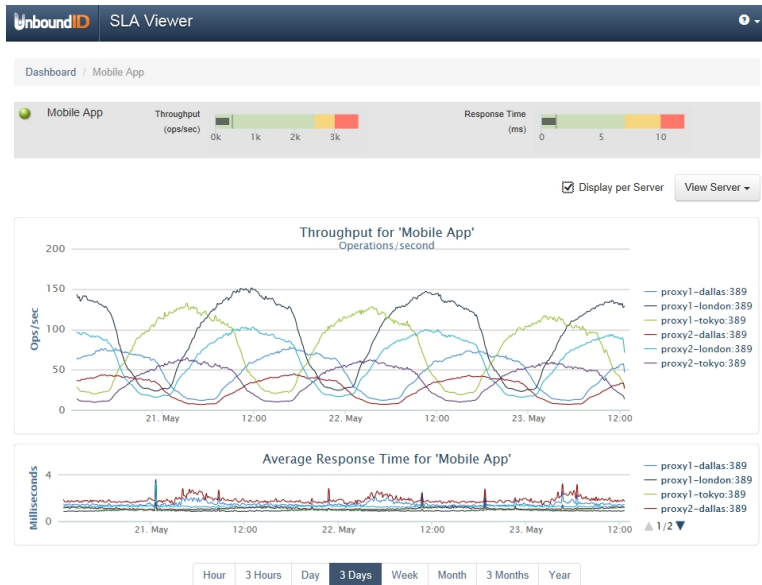 UnboundID SLA Viewer ?
Dashboard / Mobile App
Mobile App
Throughput
(ops/sec)
0k 1k 2k 3k
Response Time
(ms)
0 5 10
Display per Server
View Server
Throughput for 'Mobile App'
Operations/second
Ops/sec
200
150
100
50
0
21. May 12:00 22. May 12:00 23. May 12:00
proxy1-dallas:389
proxy1-london:389
proxy1-tokyo:389
proxy2-dallas:389
proxy2-london:389
proxy2-tokyo:389
Average Response Time for 'Mobile App'
Milliseconds
4
2
0
21. May 12:00 22. May 12:00 23. May 12:00
proxy1-dallas:389
proxy1-london:389
proxy1-tokyo:389
proxy2-dallas:389
1/2
Hour 3 Hours Day 3 Days Week Month 3 Months Year